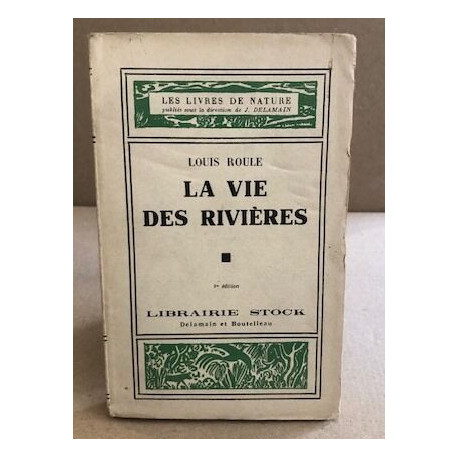 LES LIVRES DE NATURE
publiés sous la direction de J. DELAMAIN
LOUIS ROULE
LA VIE
DES RIVIÈRES
édition
LIBRAIRIE STOCK
Delamain et Boutelleau